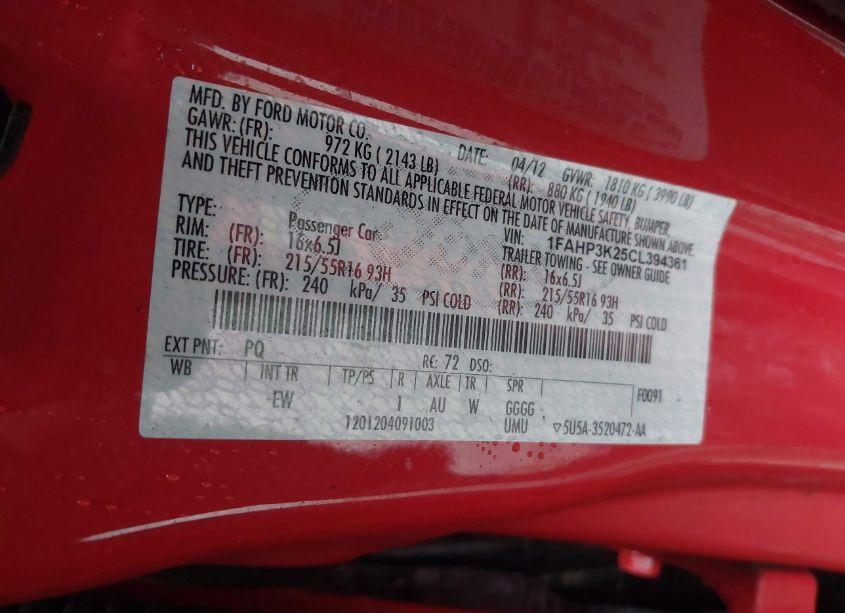 MFD. BY FORD MOTOR CO.
DATE: 04/12 GVWR: 1810 KG ( 3990 LB)
GAWR: (FR): 972 KG ( 2143 LB) (RR): 880 KG ( 1940 LB)
THIS VEHICLE CONFORMS TO ALL APPLICABLE FEDERAL MOTOR VEHICLE SAFETY, BUMPER,
AND THEFT PREVENTION STANDARDS IN EFFECT ON THE DATE OF MANUFACTURE SHOWN ABOVE.
VIN: 1FAHP3K25CL394361
TYPE: Passenger Car TRAILER TOWING - SEE OWNER GUIDE
RIM: (FR): 16x6.5J (RR): 16x6.5J
TIRE: (FR): 215/55R16 93H (RR): 215/55R16 93H
PRESSURE: (FR): 240 kPa/ 35 PSI COLD (RR): 240 kPa/ 35 PSI COLD
EXT PNT: PQ RC: 72 DSO: F0091
WB INT TR TP/PS R AXLE TR SPR
EW 1 AU W GGGG
1201204091003 UMU ▽5U5A-3520472-AA